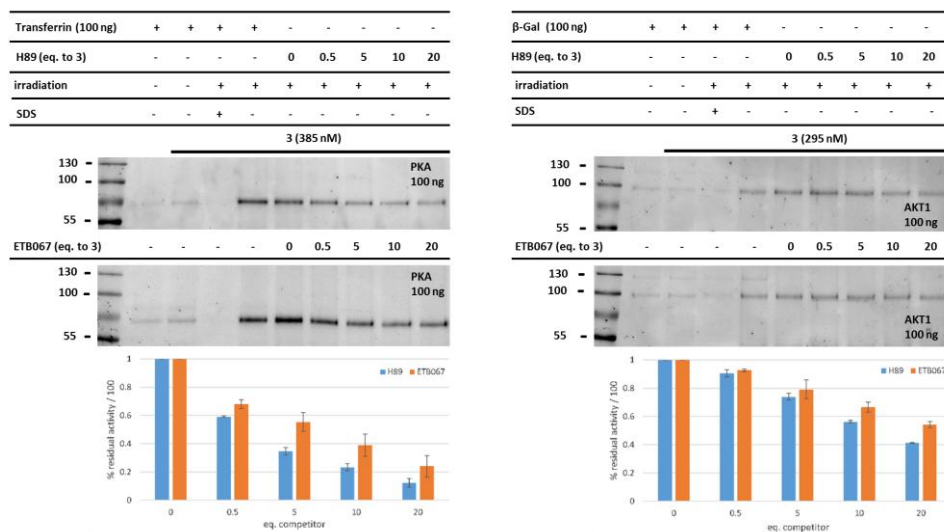 Transferrin (100 ng) + + + +
H89 (eq. to 3) 0 0.5 5 10 20
irradiation - - + + + + + + +
SDS - - + - - - - - -
3 (385 nM)
130 -
100 -
55 -
PKA
100 ng
ETB067 (eq. to 3) - - - - 0 0.5 5 10 20
130 -
100 -
55 -
PKA
100 ng
% residual activity / 100
1
0.8
0.6
0.4
0.2
0
H89 ETB067
0 0.5 5 10 20
eq. competitor
β-Gal (100 ng) + + + +
H89 (eq. to 3) 0 0.5 5 10 20
irradiation - - + + + + + + +
SDS - - + - - - - - -
3 (295 nM)
130 -
100 -
55 -
AKT1
100 ng
ETB067 (eq. to 3) - - - - 0 0.5 5 10 20
130 -
100 -
55 -
AKT1
100 ng
% residual activity / 100
1
0.8
0.6
0.4
0.2
0
H89 ETB067
0 0.5 5 10 20
eq. competitor